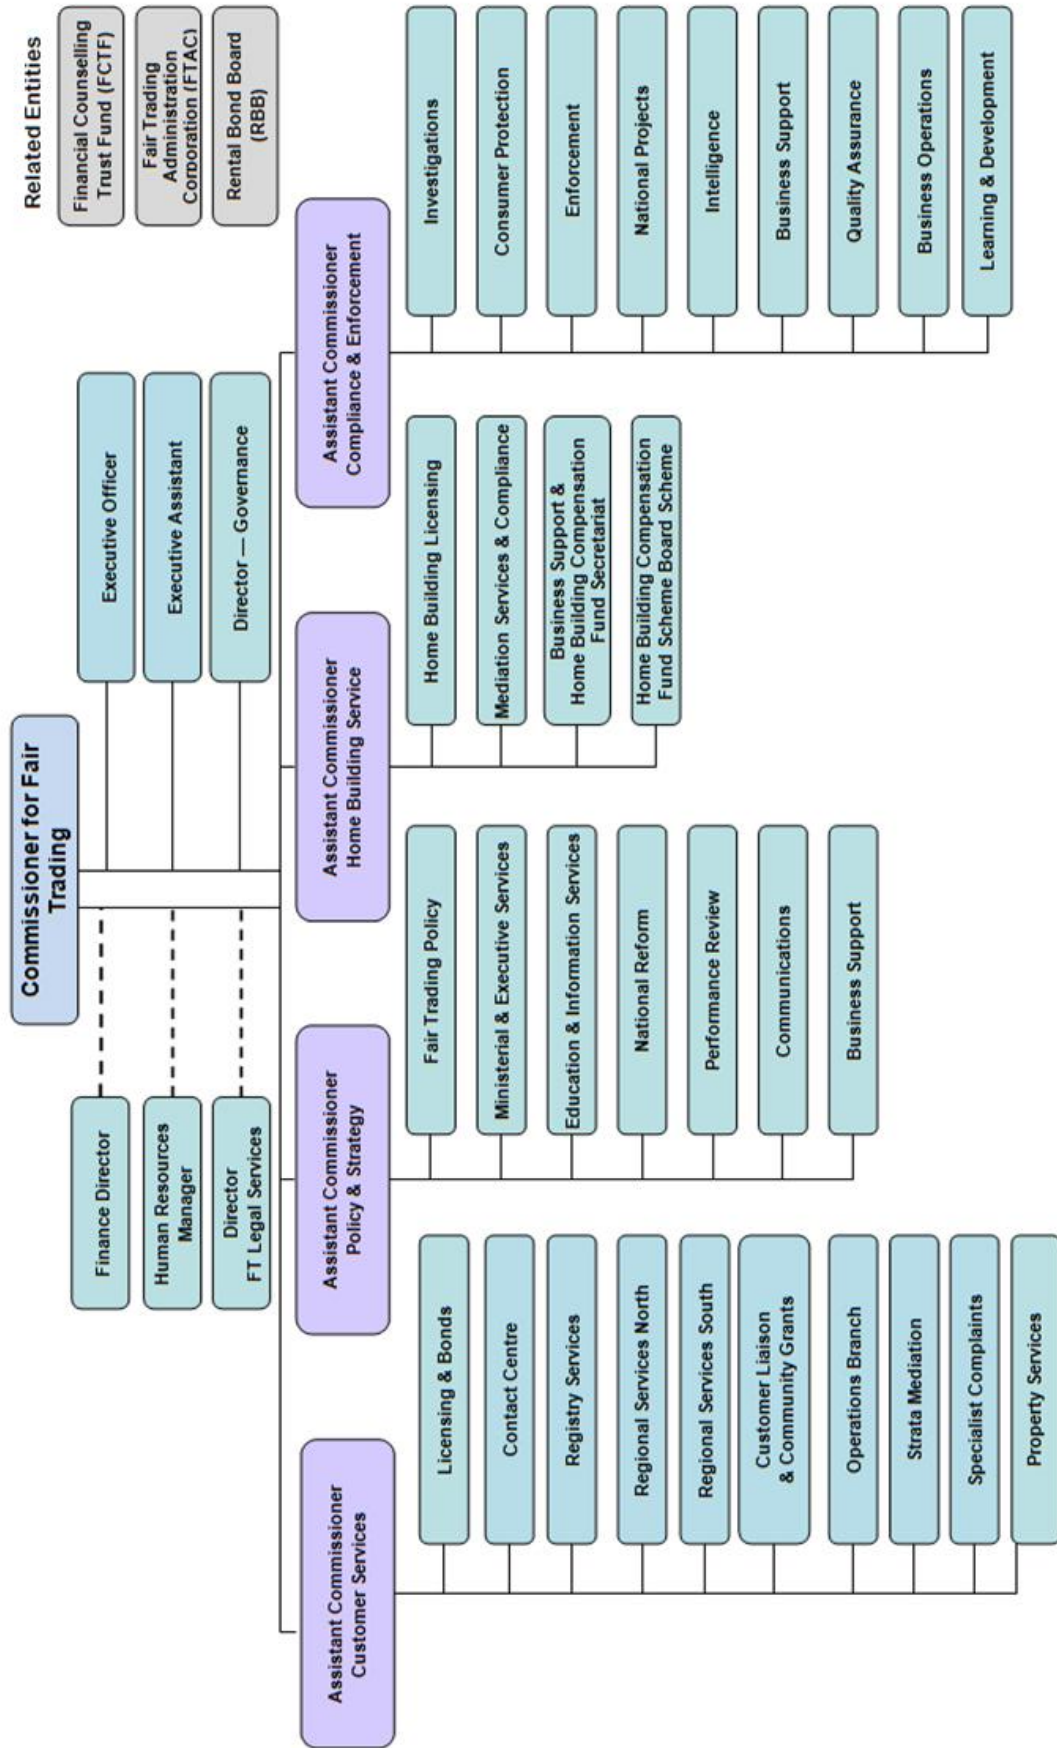 Commissioner for Fair
Trading
Related Entities
Financial Counselling
Trust Fund (FCTF)
Fair Trading
Administration
Corporation (FTAC)
Rental Bond Board
(RBB)
Finance Director
Human Resources
Manager
Director
FT Legal Services
Executive Officer
Executive Assistant
Director — Governance
Assistant Commissioner
Customer Services
Licensing & Bonds
Contact Centre
Registry Services
Regional Services North
Regional Services South
Customer Liaison
& Community Grants
Operations Branch
Strata Mediation
Specialist Complaints
Property Services
Assistant Commissioner
Policy & Strategy
Fair Trading Policy
Ministerial & Executive Services
Education & Information Services
National Reform
Performance Review
Communications
Business Support
Assistant Commissioner
Home Building Service
Home Building Licensing
Mediation Services & Compliance
Business Support &
Home Building Compensation
Fund Secretariat
Home Building Compensation
Fund Scheme Board Scheme
Assistant Commissioner
Compliance & Enforcement
Investigations
Consumer Protection
Enforcement
National Projects
Intelligence
Business Support
Quality Assurance
Business Operations
Learning & Development